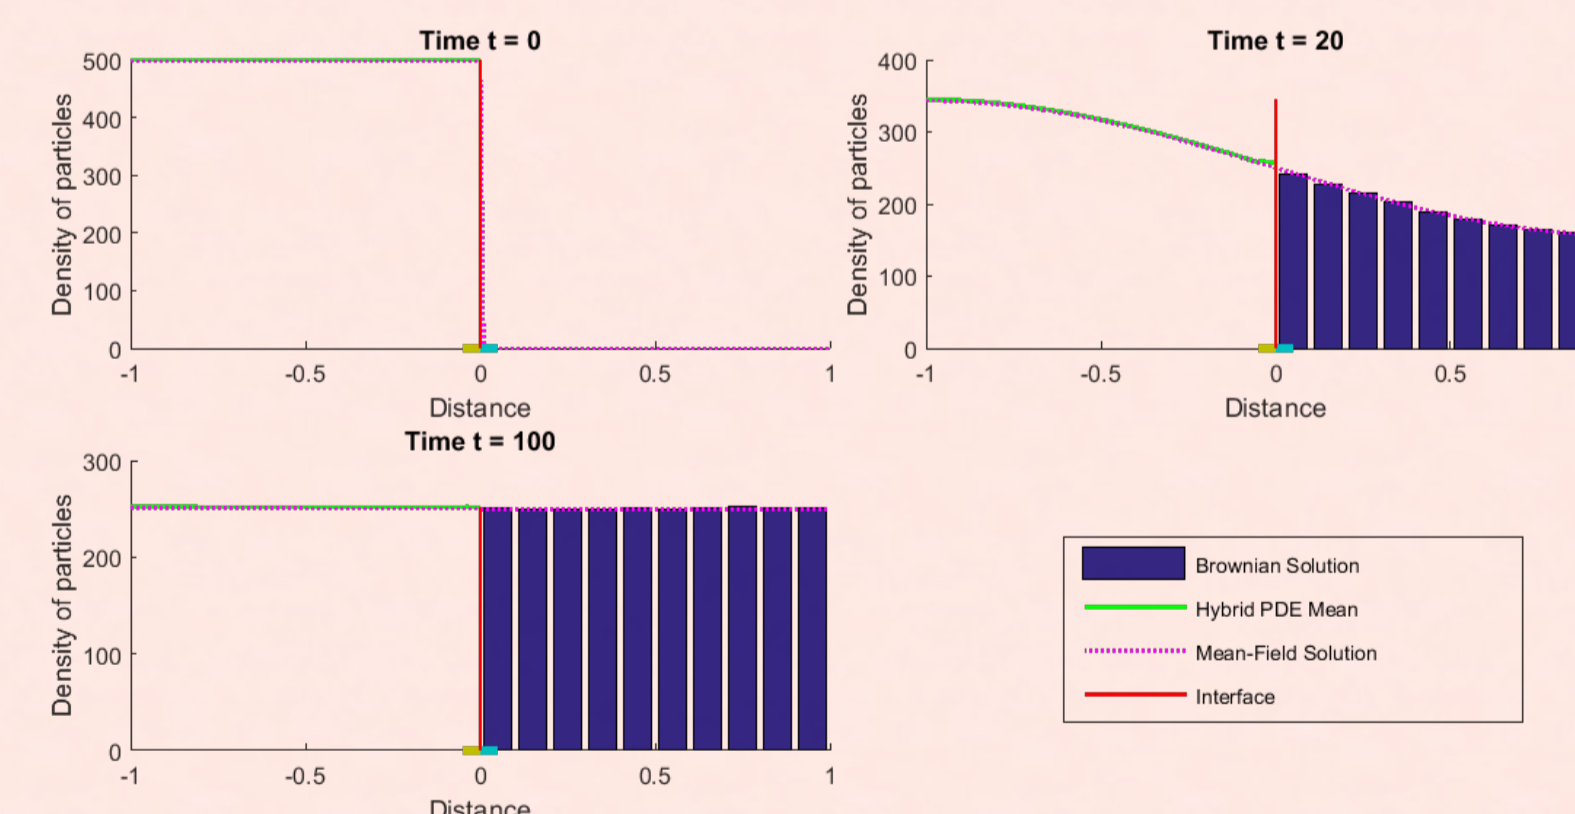 Time t = 0
500
400
300
200
100
0
Density of particles
-1 -0.5 0 0.5 1
Distance
Time t = 20
400
300
200
100
0
Density of particles
-1 -0.5 0 0.5
Distance
Time t = 100
300
200
100
0
Density of particles
-1 -0.5 0 0.5 1
Distance
Brownian Solution
Hybrid PDE Mean
Mean-Field Solution
Interface